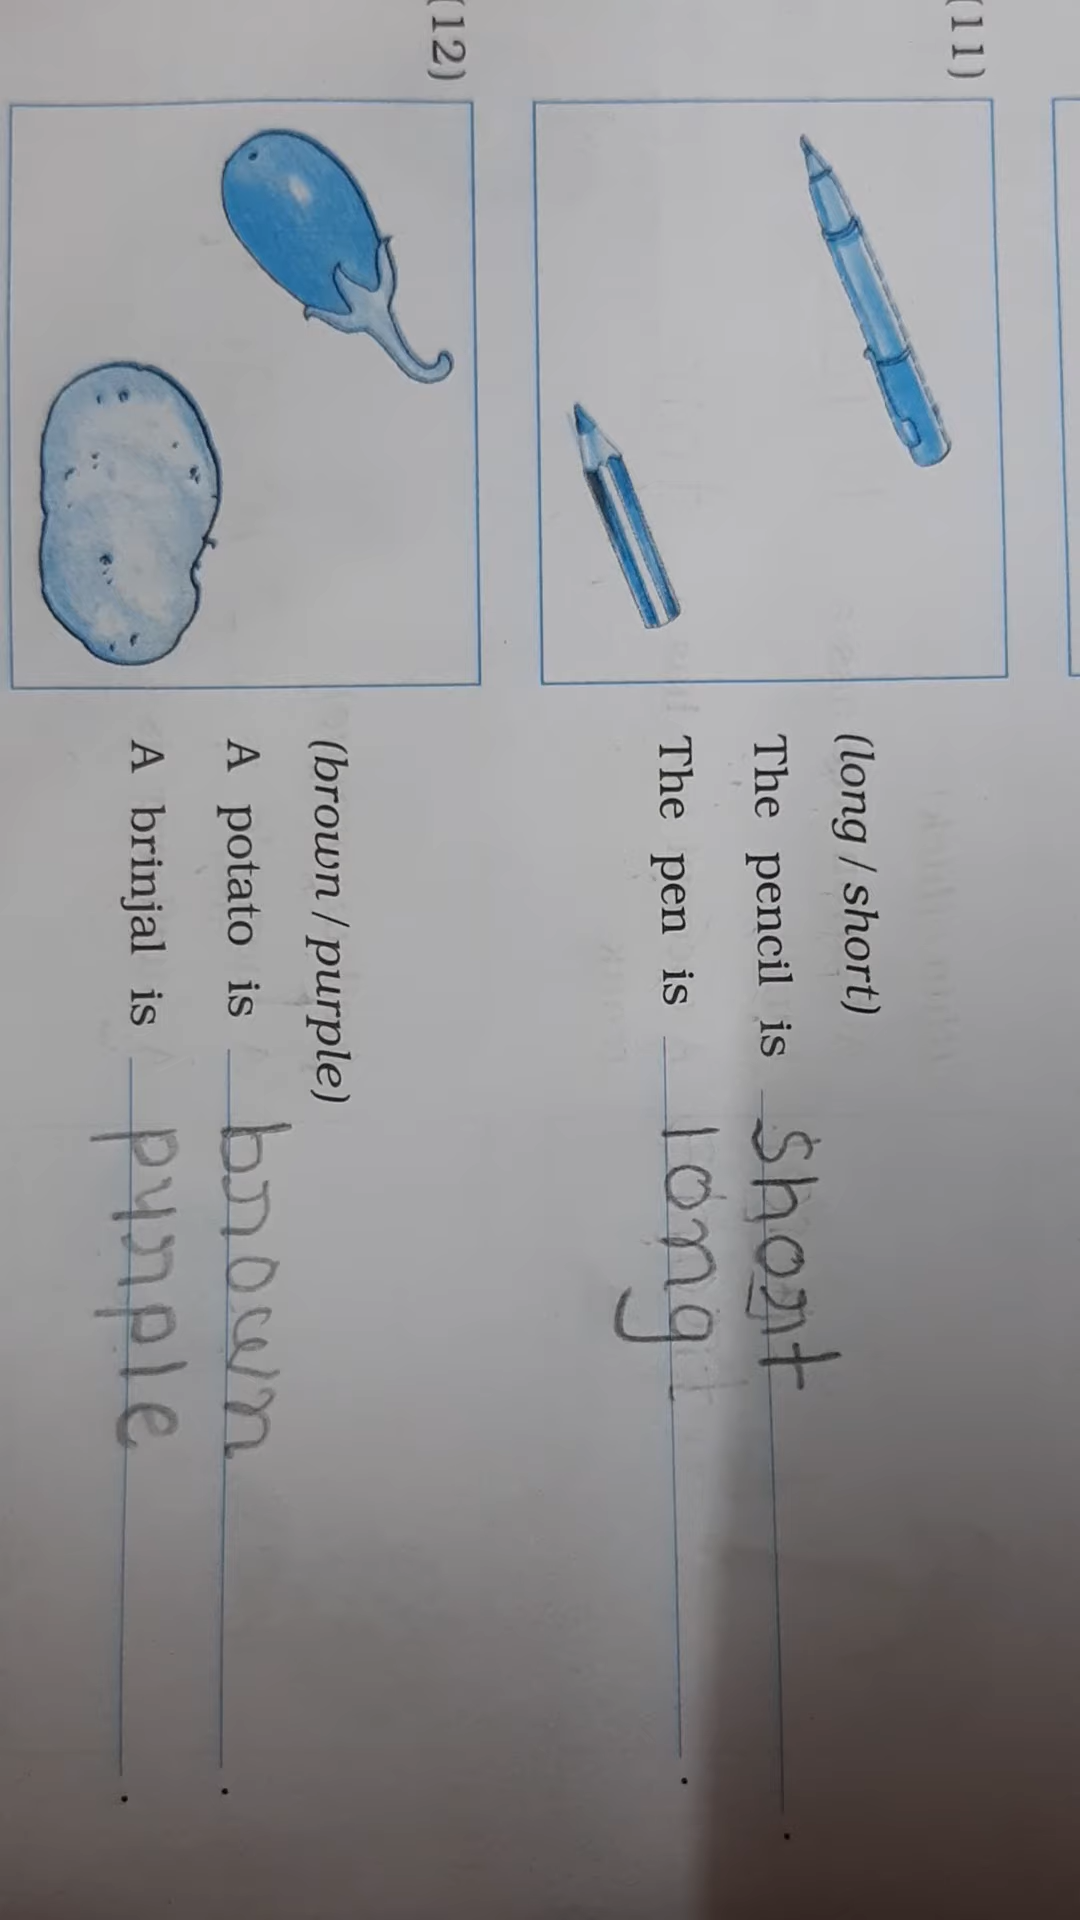 (11)
(long / short)
The pencil is short.
The pen is long.
(12)
(brown / purple)
A potato is brown.
A brinjal is purple.